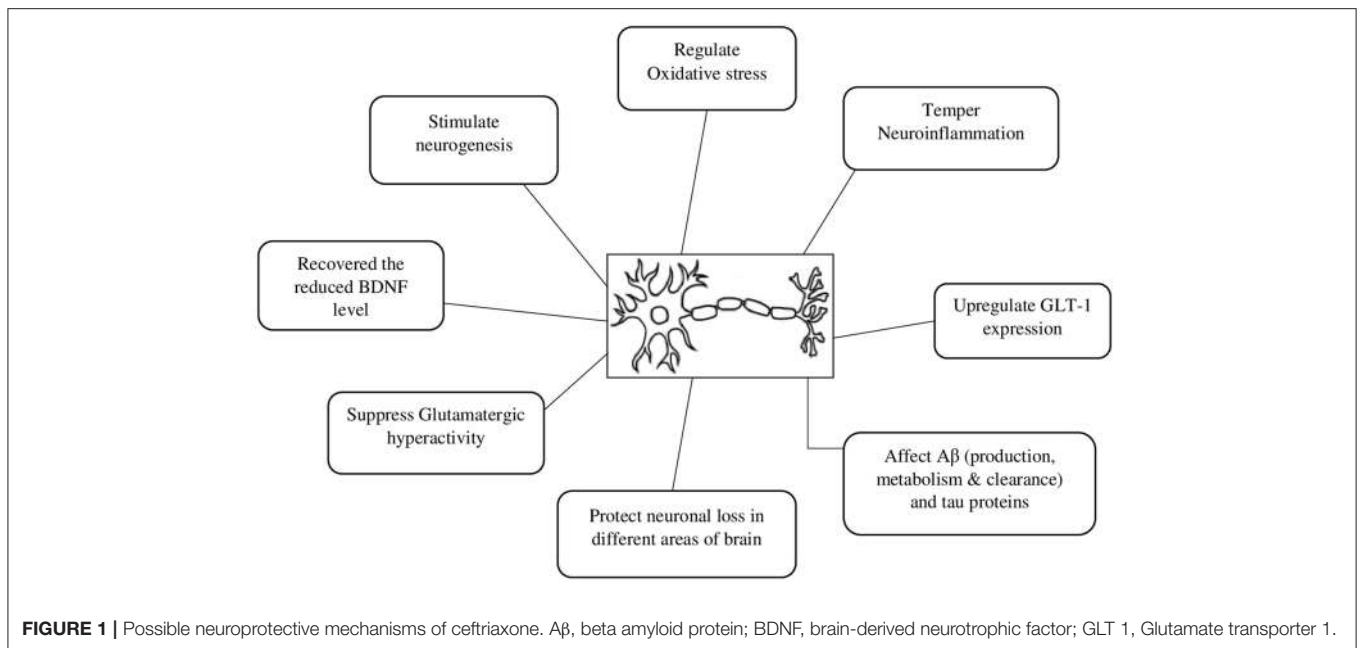 Regulate
Oxidative stress
Stimulate
neurogenesis
Temper
Neuroinflammation
Recovered the
reduced BDNF
level
Upregulate GLT-1
expression
Suppress Glutamatergic
hyperactivity
Affect Aβ (production,
metabolism & clearance)
and tau proteins
Protect neuronal loss in
different areas of brain
FIGURE 1 | Possible neuroprotective mechanisms of ceftriaxone. Aβ, beta amyloid protein; BDNF, brain-derived neurotrophic factor; GLT 1, Glutamate transporter 1.